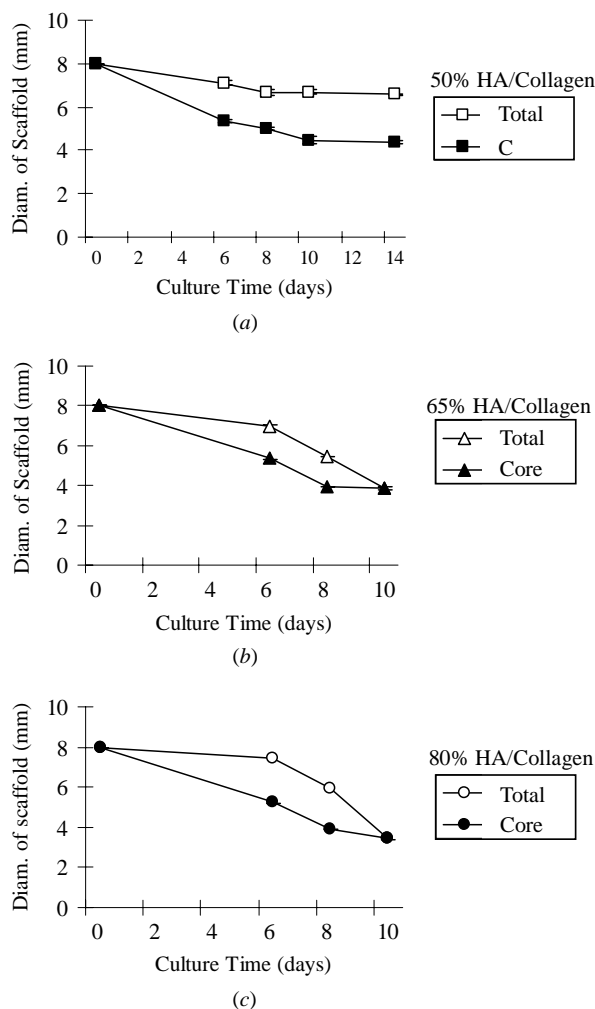 Diam. of Scaffold (mm)
10
8
6
4
2
0
0 2 4 6 8 10 12 14
Culture Time (days)
50% HA/Collagen
Total
C
(a)
Diam. of Scaffold (mm)
10
8
6
4
2
0
0 2 4 6 8 10
Culture Time (days)
65% HA/Collagen
Total
Core
(b)
Diam. of scaffold (mm)
10
8
6
4
2
0
0 2 4 6 8 10
Culture Time (days)
80% HA/Collagen
Total
Core
(c)